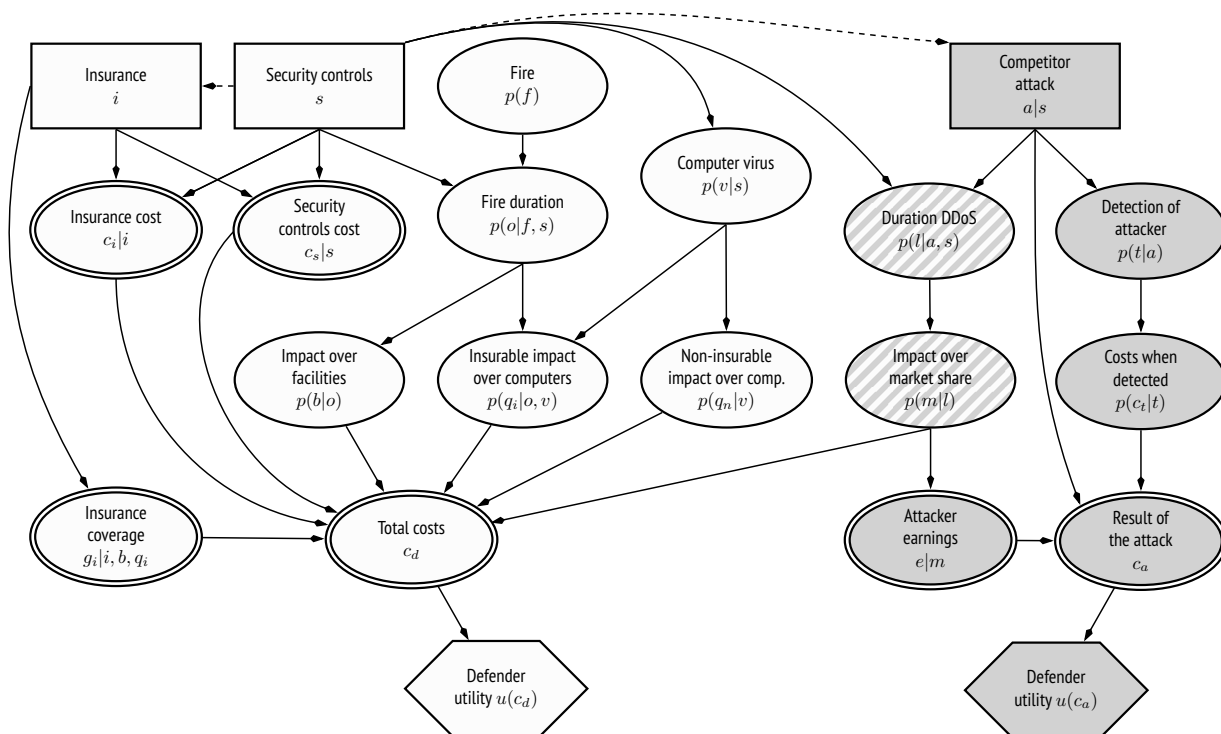 Insurance
i
Security controls
s
Fire
p(f)
Competitor
attack
a|s
Computer virus
p(v|s)
Insurance cost
c_i|i
Security
controls cost
c_s|s
Fire duration
p(o|f, s)
Duration DDoS
p(l|a, s)
Detection of
attacker
p(t|a)
Impact over
facilities
p(b|o)
Insurable impact
over computers
p(q_i|o, v)
Non-insurable
impact over comp.
p(q_n|v)
Impact over
market share
p(m|l)
Costs when
detected
p(c_t|t)
Insurance
coverage
g_i|i, b, q_i
Total costs
c_d
Attacker
earnings
e|m
Result of
the attack
c_a
Defender
utility u(c_d)
Defender
utility u(c_a)